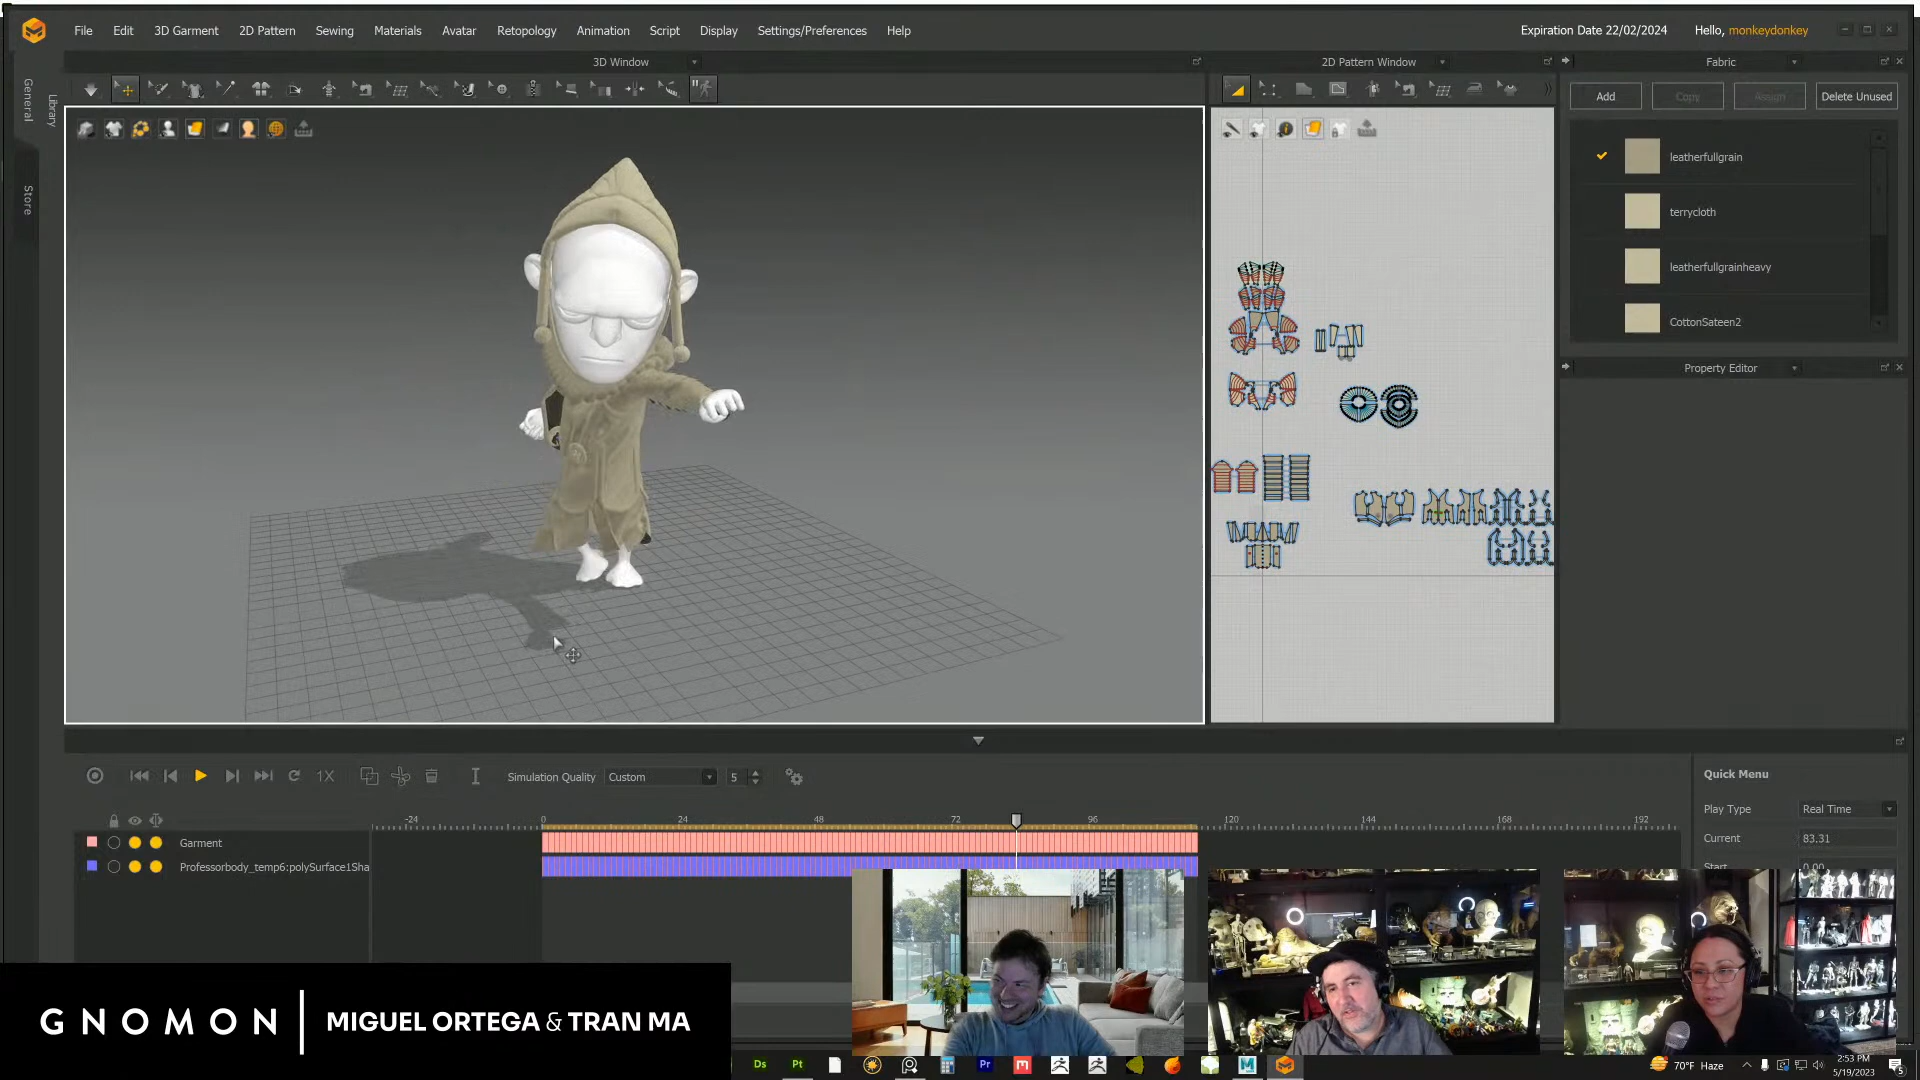 File Edit 3D Garment 2D Pattern Sewing Materials Avatar Retopology Animation Script Display Settings/Preferences Help Expiration Date 22/02/2024 Hello, monkeydonkey
3D Window 2D Pattern Window Fabric
General
Library
Store
Add Copy Assign Delete Unused
leatherfullgrain
terrycloth
leatherfullgrainheavy
CottonSateen2
Property Editor
1X Simulation Quality Custom 5
Quick Menu
Play Type Real Time
Current 83.31
Start 0.00
-24 0 24 48 72 96 120 144 168 192
Garment
Professorbody_temp6:polySurface1Sha
GNOMON MIGUEL ORTEGA & TRAN MA
Ds Pt Pr
70°F Haze
2:53 PM
5/19/2023
5